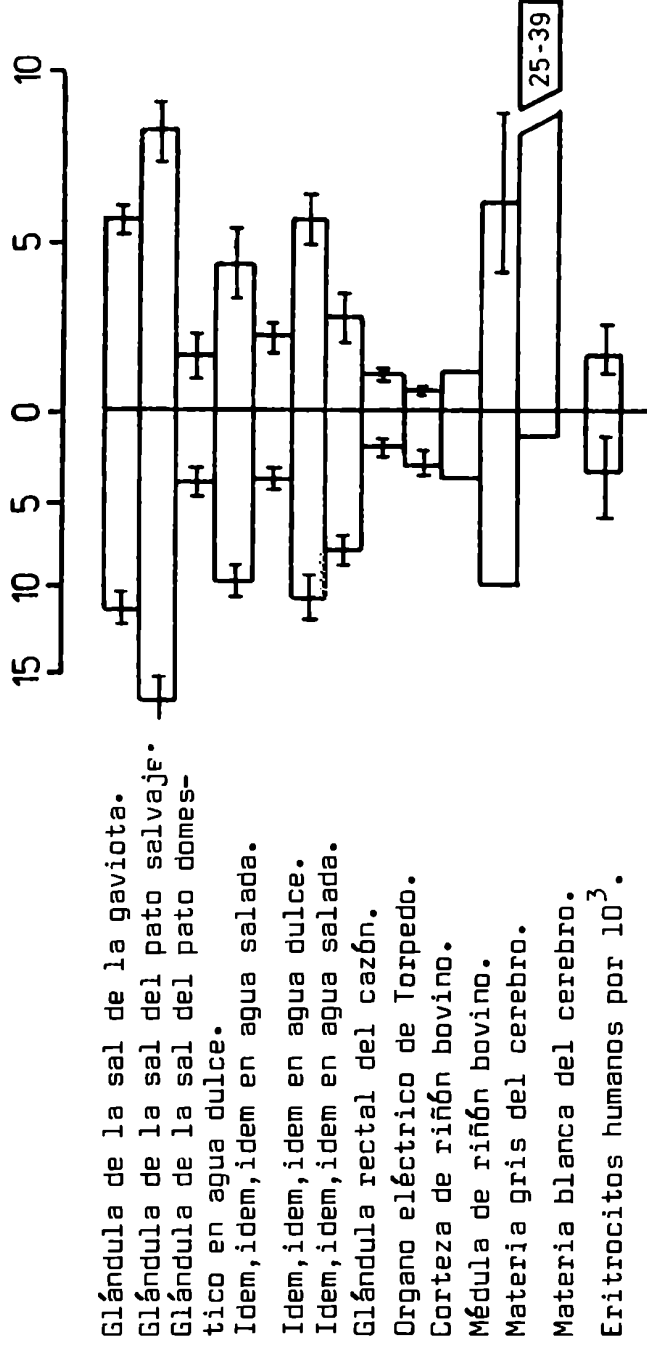 Glándula de la sal de la gaviota.
Glándula de la sal del pato salvaje.
Glándula de la sal del pato domes-
tico en agua dulce.
Idem,idem,idem en agua salada.
Idem,idem,idem en agua dulce.
Idem,idem,idem en agua salada.
Glándula rectal del cazón.
Organo eléctrico de Torpedo.
Corteza de riñón bovino.
Médula de riñón bovino.
Materia gris del cerebro.
Materia blanca del cerebro.
Eritrocitos humanos por 10³.
15 10 5 0 5 10
25-39